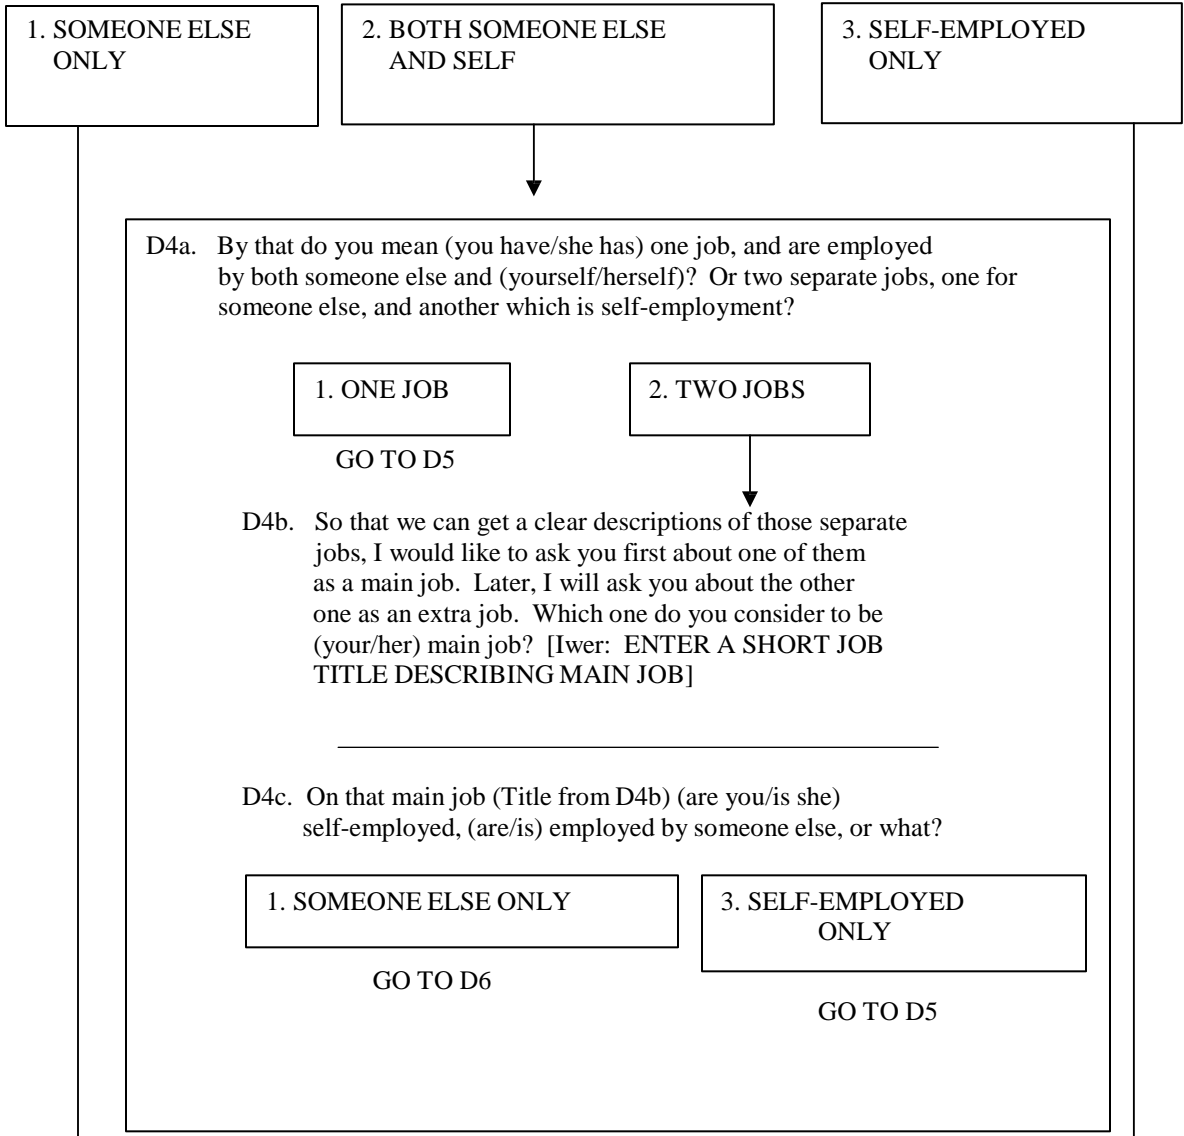 1. SOMEONE ELSE
ONLY
2. BOTH SOMEONE ELSE
AND SELF
3. SELF-EMPLOYED
ONLY
D4a. By that do you mean (you have/she has) one job, and are employed
by both someone else and (yourself/herself)? Or two separate jobs, one for
someone else, and another which is self-employment?
1. ONE JOB
2. TWO JOBS
GO TO D5
D4b. So that we can get a clear descriptions of those separate
jobs, I would like to ask you first about one of them
as a main job. Later, I will ask you about the other
one as an extra job. Which one do you consider to be
(your/her) main job? [Iwer: ENTER A SHORT JOB
TITLE DESCRIBING MAIN JOB]
D4c. On that main job (Title from D4b) (are you/is she)
self-employed, (are/is) employed by someone else, or what?
1. SOMEONE ELSE ONLY
3. SELF-EMPLOYED
ONLY
GO TO D6
GO TO D5